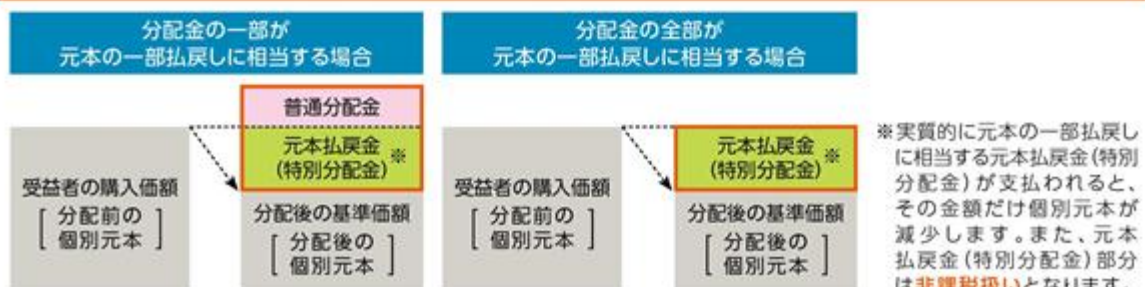 分配金の一部が
元本の一部払戻しに相当する場合
分配金の全部が
元本の一部払戻しに相当する場合
普通分配金
元本払戻金
(特別分配金)
※
受益者の購入価額
[ 分配前の
個別元本 ]
分配後の基準価額
[ 分配後の
個別元本 ]
元本払戻金
(特別分配金)
※
受益者の購入価額
[ 分配前の
個別元本 ]
分配後の基準価額
[ 分配後の
個別元本 ]
※実質的に元本の一部払戻し
に相当する元本払戻金(特別
分配金)が支払われると、
その金額だけ個別元本が
減少します。また、元本
払戻金(特別分配金)部分
は非課税扱いとなります。